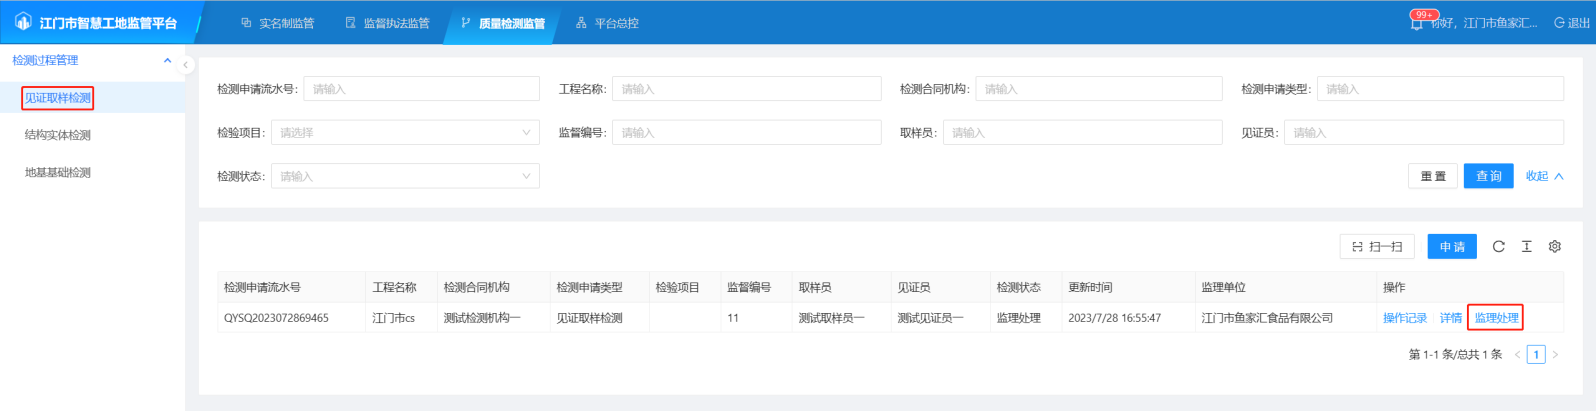 江门市智慧工地监管平台 实名制监管 监督执法监管 质量检测监管 平台总控 99+ 你好，江门市鱼家汇... 退出
检测过程管理
见证取样检测
结构实体检测
地基基础检测
检测申请流水号: 请输入 工程名称: 请输入 检测合同机构: 请输入 检测申请类型: 请输入
检验项目: 请选择 监督编号: 请输入 取样员: 请输入 见证员: 请输入
检测状态: 请输入 重置 查询 收起
扫一扫 申请
检测申请流水号 工程名称 检测合同机构 检测申请类型 检验项目 监督编号 取样员 见证员 检测状态 更新时间 监理单位 操作
QYSQ2023072869465 江门市cs 测试检测机构一 见证取样检测 11 测试取样员一 测试见证员一 监理处理 2023/7/28 16:55:47 江门市鱼家汇食品有限公司 操作记录 详情 监理处理
第 1-1 条/总共 1 条 < 1 >